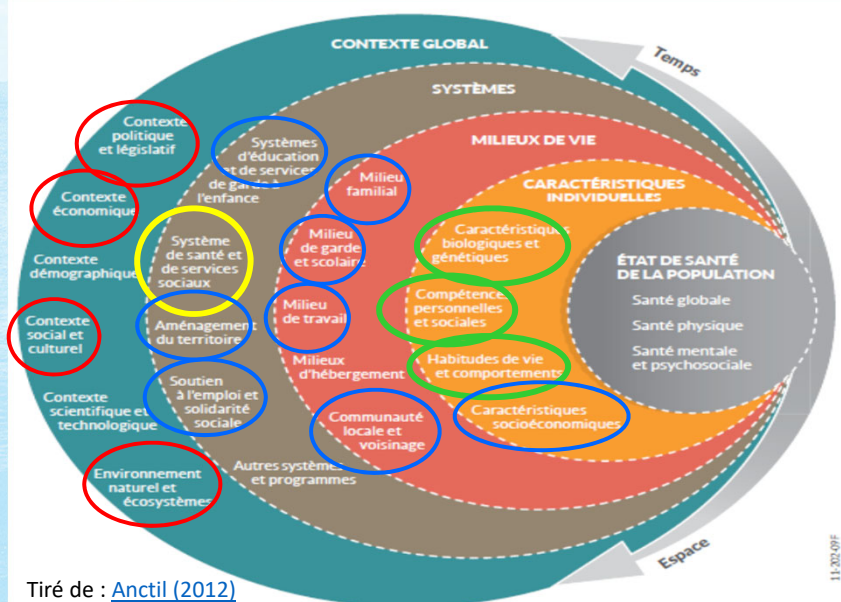 CONTEXTE GLOBAL
Temps
SYSTÈMES
MILIEUX DE VIE
CARACTÉRISTIQUES
INDIVIDUELLES
ÉTAT DE SANTÉ
DE LA POPULATION
Santé globale
Santé physique
Santé mentale
et psychosociale
Contexte
politique
et législatif
Contexte
économique
Contexte
démographique
Contexte
social et
culturel
Contexte
scientifique et
technologique
Environnement
naturel et
écosystèmes
Systèmes
d'éducation
et de services
de garde à
l'enfance
Système
de santé et
de services
sociaux
Aménagement
du territoire
Soutien
à l'emploi et
solidarité
sociale
Autres systèmes
et programmes
Milieu
familial
Milieu
de garde
et scolaire
Milieu
de travail
Milieux
d'hébergement
Communauté
locale et
voisinage
Caractéristiques
biologiques et
génétiques
Compétences
personnelles
et sociales
Habitudes de vie
et comportements
Caractéristiques
socioéconomiques
Espace
11-202-09F
Tiré de : Anctil (2012)